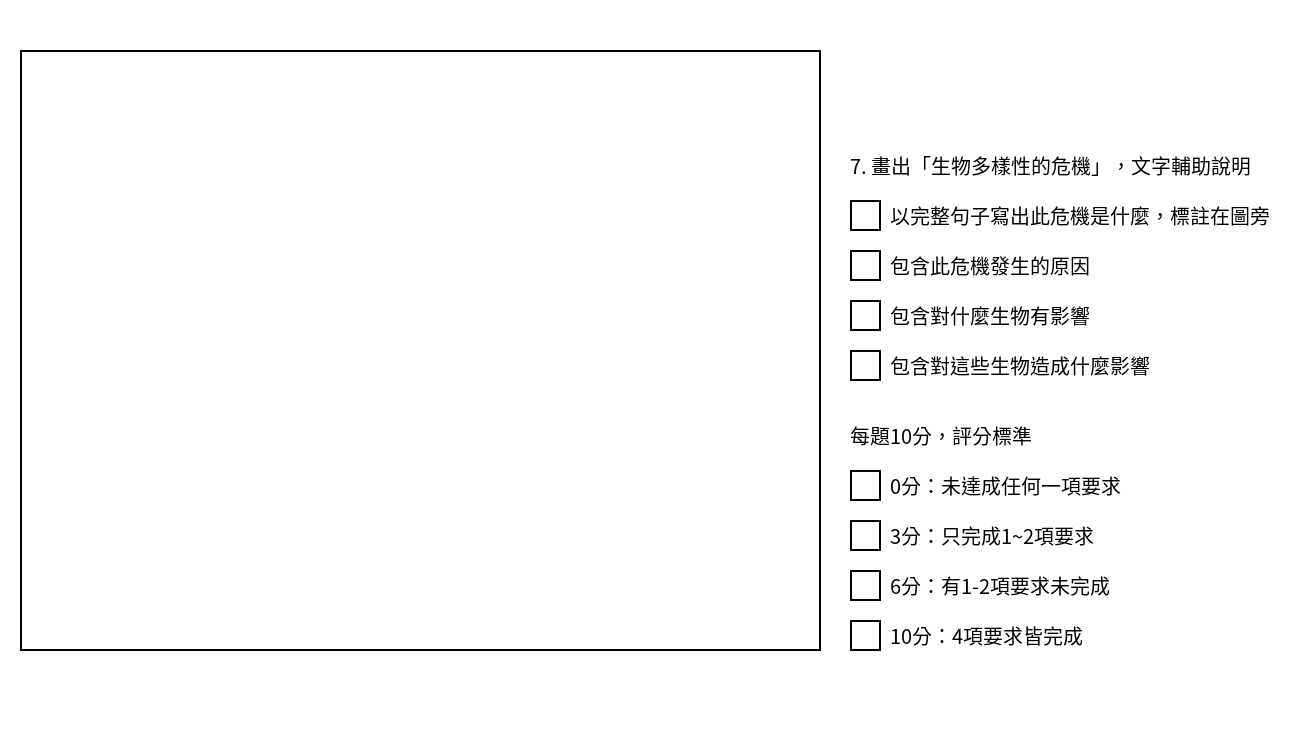 7. 畫出「生物多樣性的危機」，文字輔助說明
以完整句子寫出此危機是什麼，標註在圖旁
包含此危機發生的原因
包含對什麼生物有影響
包含對這些生物造成什麼影響
每題10分，評分標準
0分：未達成任何一項要求
3分：只完成1~2項要求
6分：有1-2項要求未完成
10分：4項要求皆完成